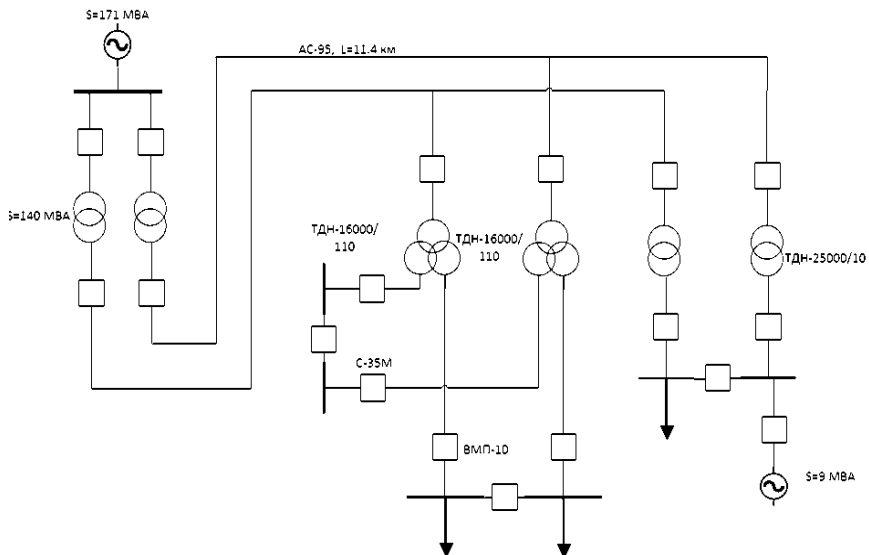 S=171 МВА
АС-95, L=11.4 км
S=140 МВА
ТДН-16000/
110
ТДН-16000/
110
ТДН-25000/10
С-35М
ВМП-10
S=9 МВА